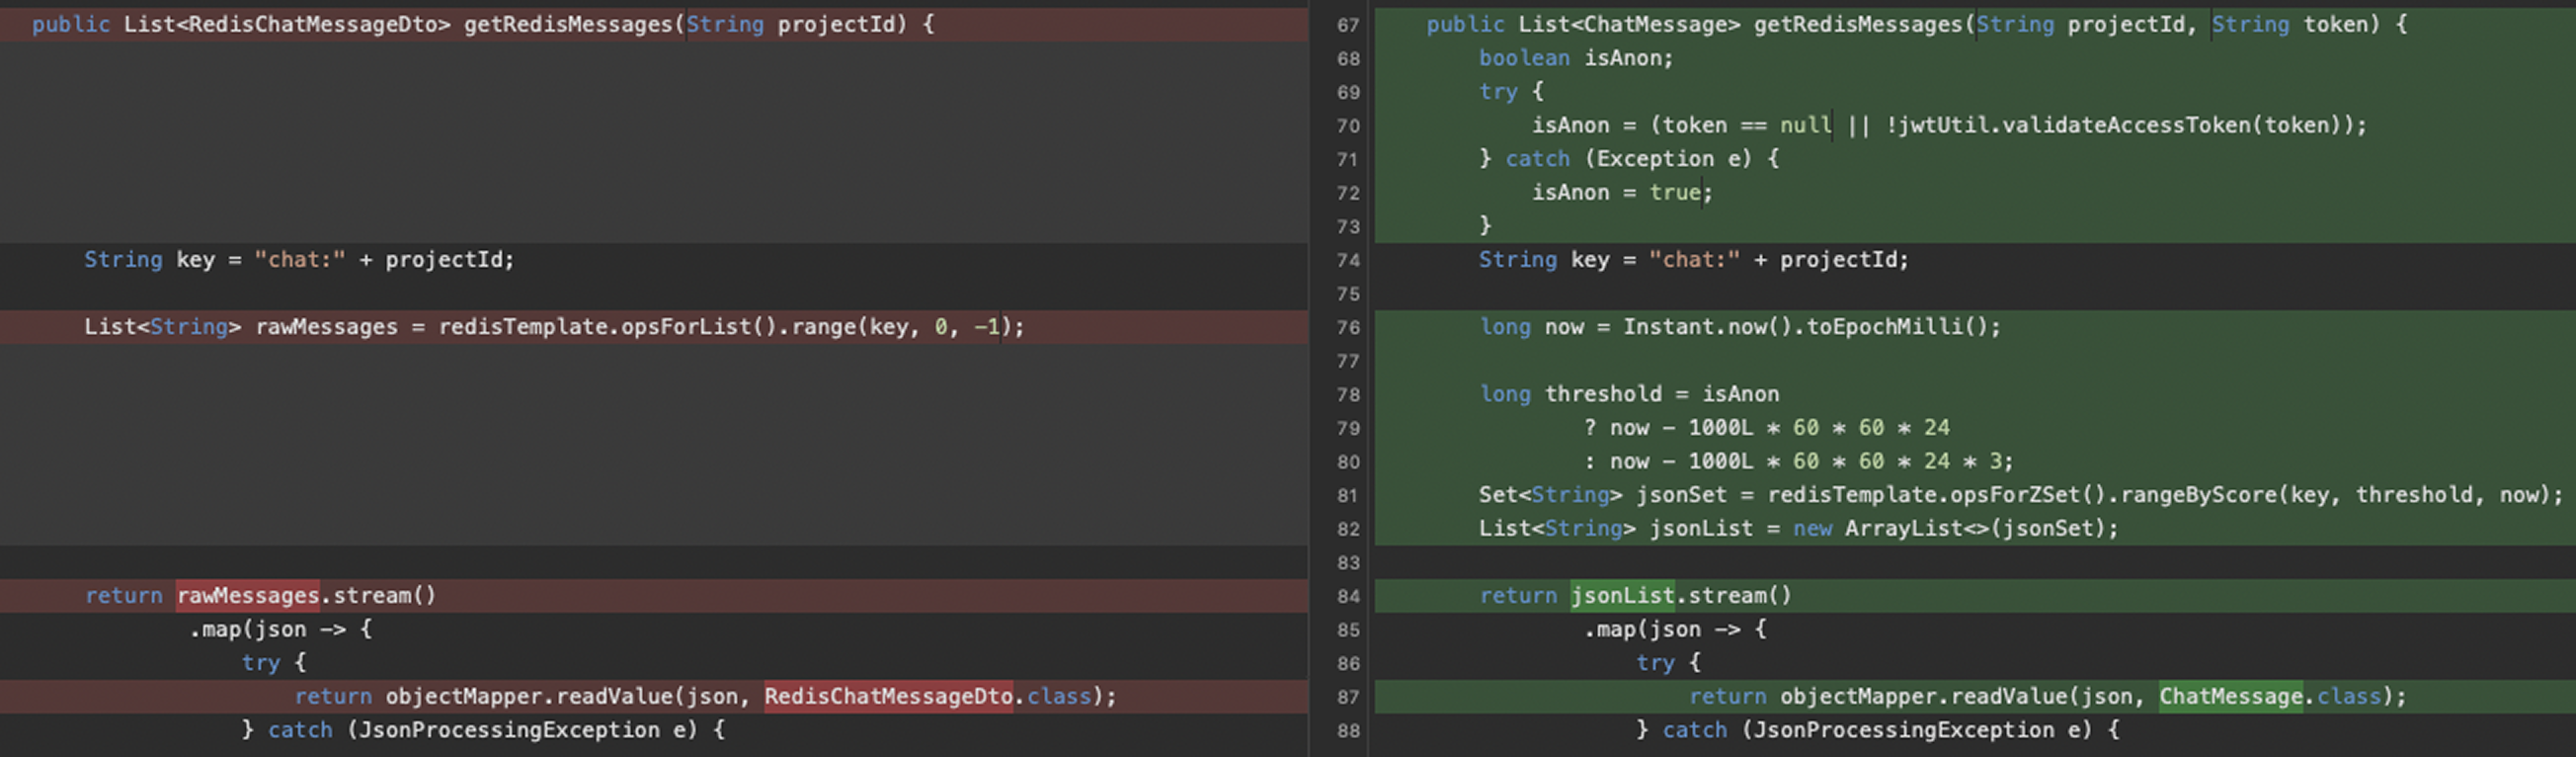 public List<RedisChatMessageDto> getRedisMessages(String projectId) {
String key = "chat:" + projectId;
List<String> rawMessages = redisTemplate.opsForList().range(key, 0, -1);
return rawMessages.stream()
.map(json -> {
try {
return objectMapper.readValue(json, RedisChatMessageDto.class);
} catch (JsonProcessingException e) {
67 public List<ChatMessage> getRedisMessages(String projectId, String token) {
68 boolean isAnon;
69 try {
70 isAnon = (token == null || !jwtUtil.validateAccessToken(token));
71 } catch (Exception e) {
72 isAnon = true;
73 }
74 String key = "chat:" + projectId;
75
76 long now = Instant.now().toEpochMilli();
77
78 long threshold = isAnon
79 ? now - 1000L * 60 * 60 * 24
80 : now - 1000L * 60 * 60 * 24 * 3;
81 Set<String> jsonSet = redisTemplate.opsForZSet().rangeByScore(key, threshold, now);
82 List<String> jsonList = new ArrayList<>(jsonSet);
83
84 return jsonList.stream()
85 .map(json -> {
86 try {
87 return objectMapper.readValue(json, ChatMessage.class);
88 } catch (JsonProcessingException e) {